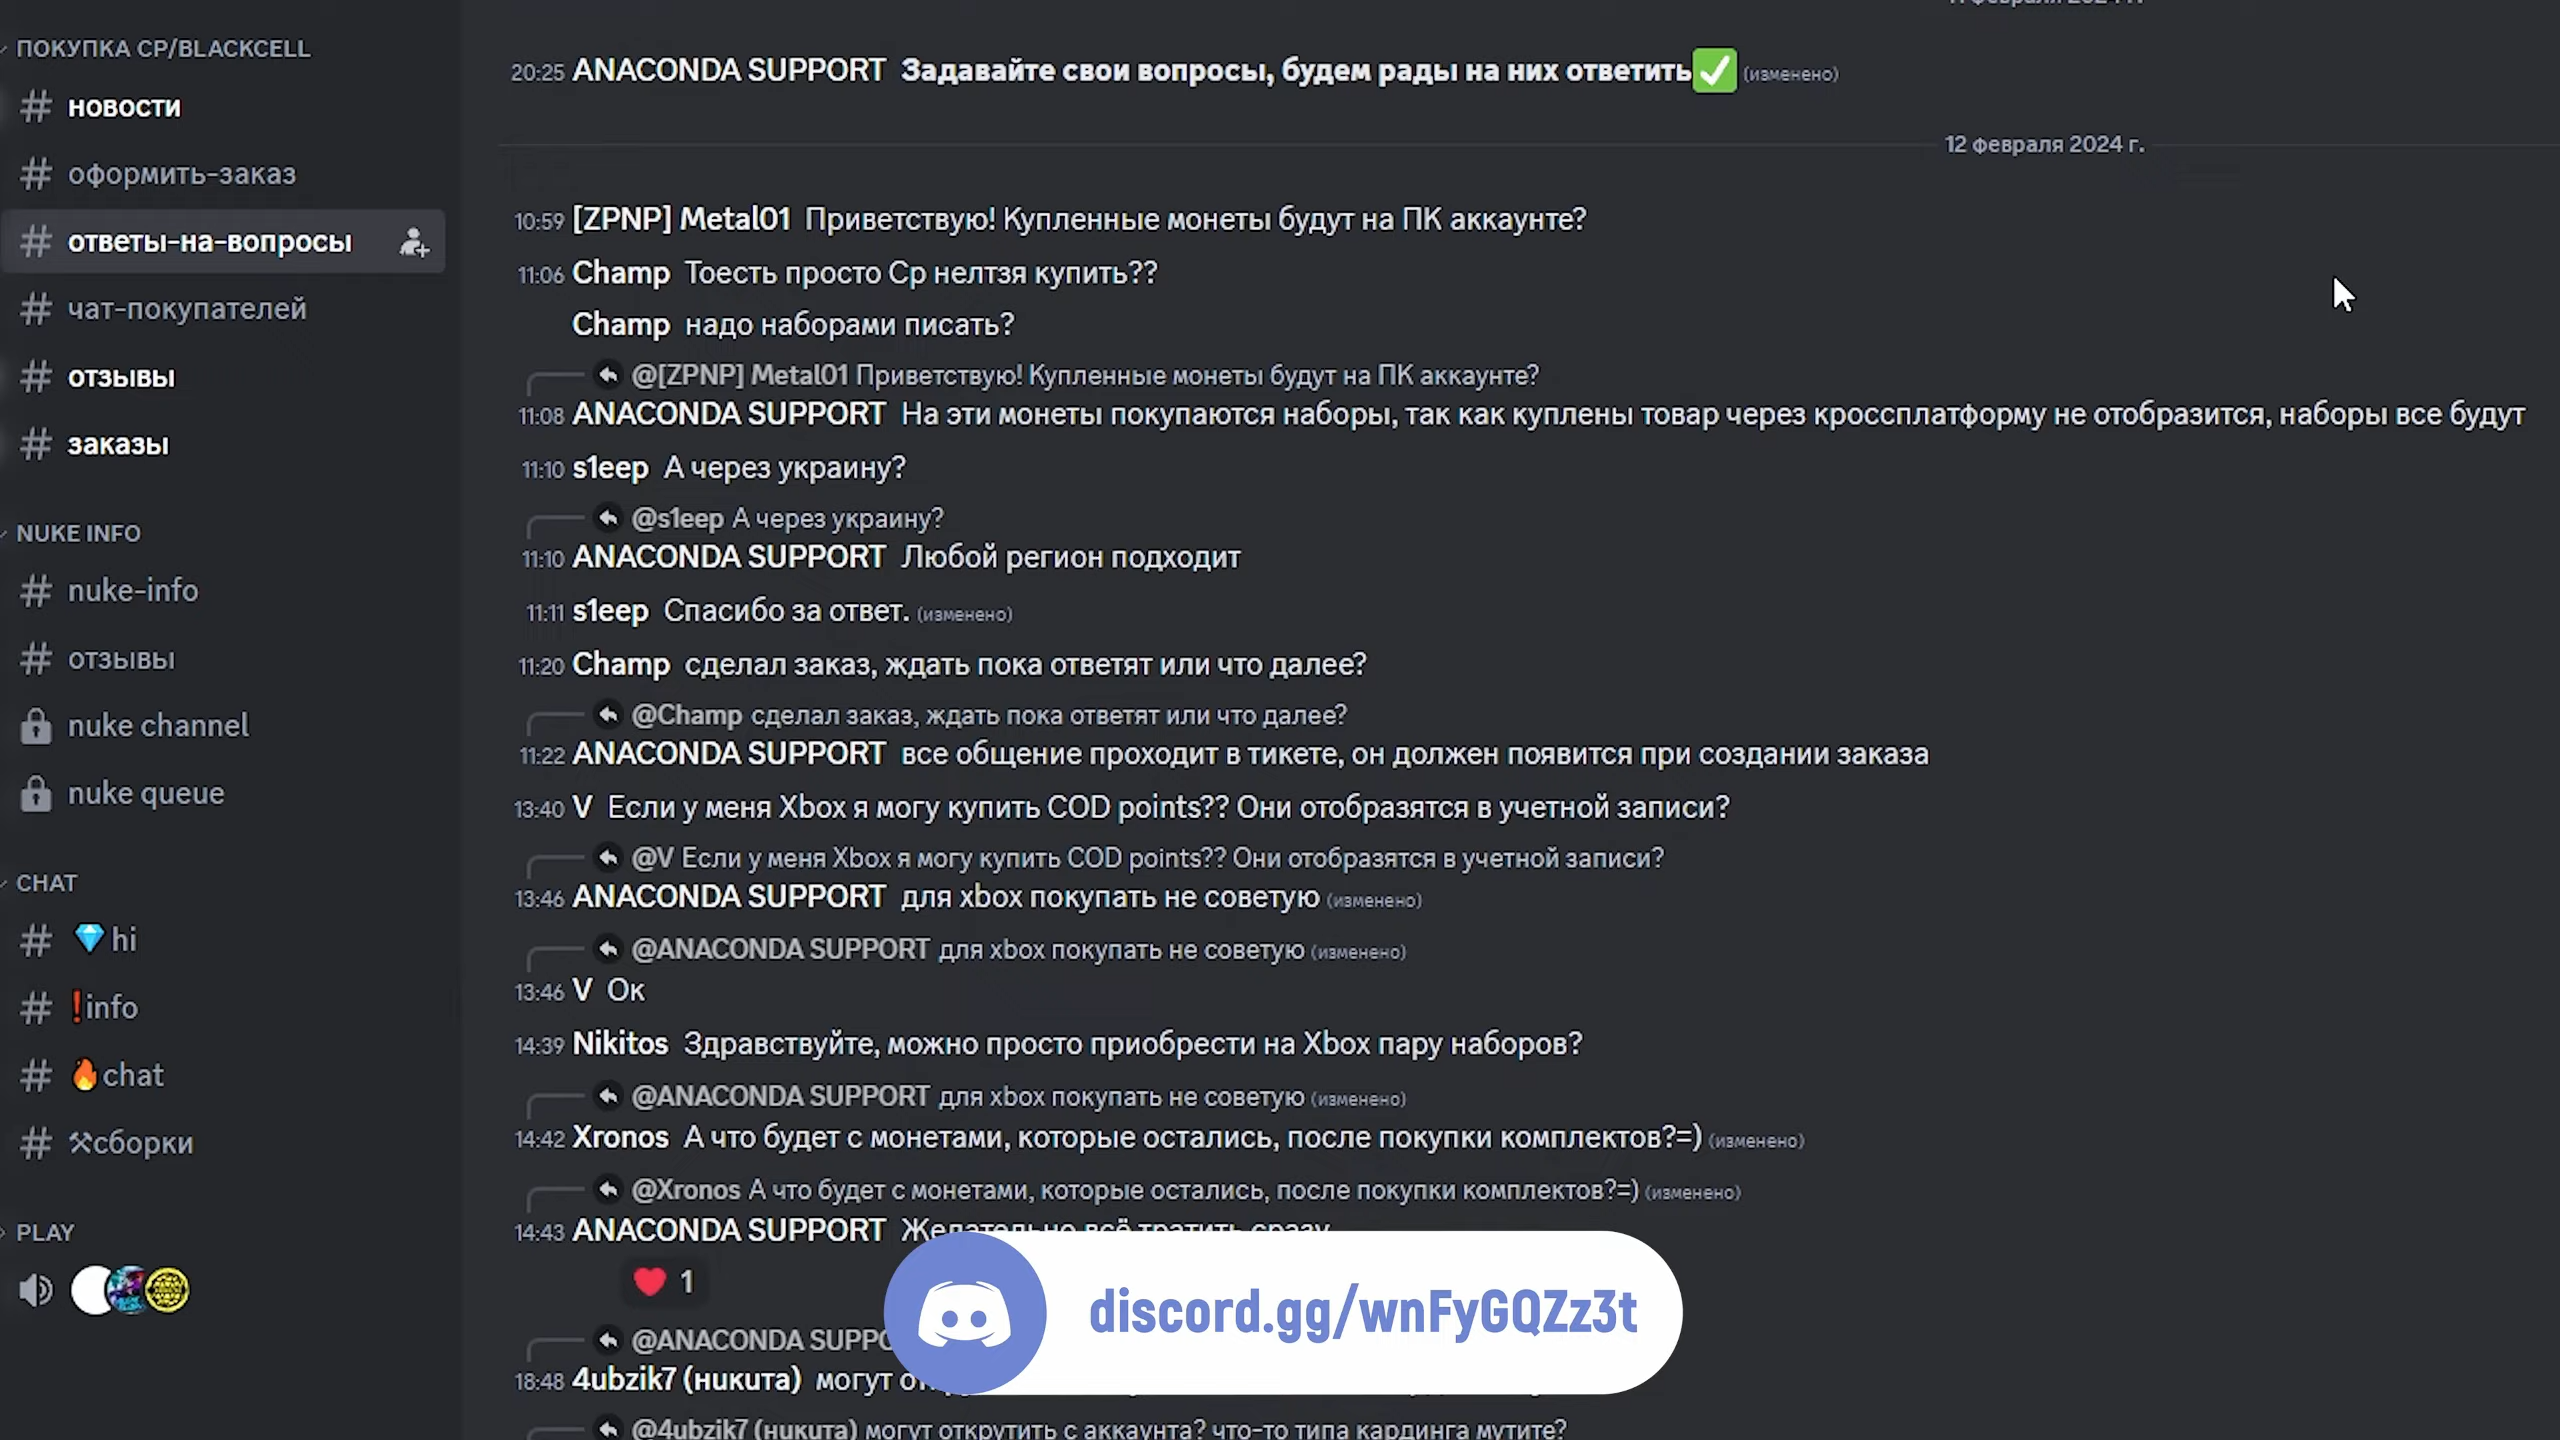 ПОКУПКА CP/BLACKCELL
новости
оформить-заказ
ответы-на-вопросы
чат-покупателей
отзывы
заказы
NUKE INFO
nuke-info
отзывы
nuke channel
nuke queue
CHAT
💎hi
❗info
🔥chat
⚒сборки
PLAY
20:25 ANACONDA SUPPORT Задавайте свои вопросы, будем рады на них ответить✅ (изменено)
12 февраля 2024 г.
10:59 [ZPNP] Metal01 Приветствую! Купленные монеты будут на ПК аккаунте?
11:06 Champ Тоесть просто Ср нелтзя купить??
Champ надо наборами писать?
@[ZPNP] Metal01 Приветствую! Купленные монеты будут на ПК аккаунте?
11:08 ANACONDA SUPPORT На эти монеты покупаются наборы, так как куплены товар через кроссплатформу не отобразится, наборы все будут
11:10 s1eep А через украину?
@s1eep А через украину?
11:10 ANACONDA SUPPORT Любой регион подходит
11:11 s1eep Спасибо за ответ. (изменено)
11:20 Champ сделал заказ, ждать пока ответят или что далее?
@Champ сделал заказ, ждать пока ответят или что далее?
11:22 ANACONDA SUPPORT все общение проходит в тикете, он должен появится при создании заказа
13:40 V Если у меня Xbox я могу купить COD points?? Они отобразятся в учетной записи?
@V Если у меня Xbox я могу купить COD points?? Они отобразятся в учетной записи?
13:46 ANACONDA SUPPORT для xbox покупать не советую (изменено)
@ANACONDA SUPPORT для xbox покупать не советую (изменено)
13:46 V Ок
14:39 Nikitos Здравствуйте, можно просто приобрести на Xbox пару наборов?
@ANACONDA SUPPORT для xbox покупать не советую (изменено)
14:42 Xronos А что будет с монетами, которые остались, после покупки комплектов?=) (изменено)
@Xronos А что будет с монетами, которые остались, после покупки комплектов?=) (изменено)
14:43 ANACONDA SUPPORT Желательно всё тратить сразу
❤️ 1
@ANACONDA SUPPO
18:48 4ubzik7 (никита) могут
@4ubzik7 (никита) могут открутить с аккаунта? что-то типа кардинга мутите?
discord.gg/wnFyGQZz3t